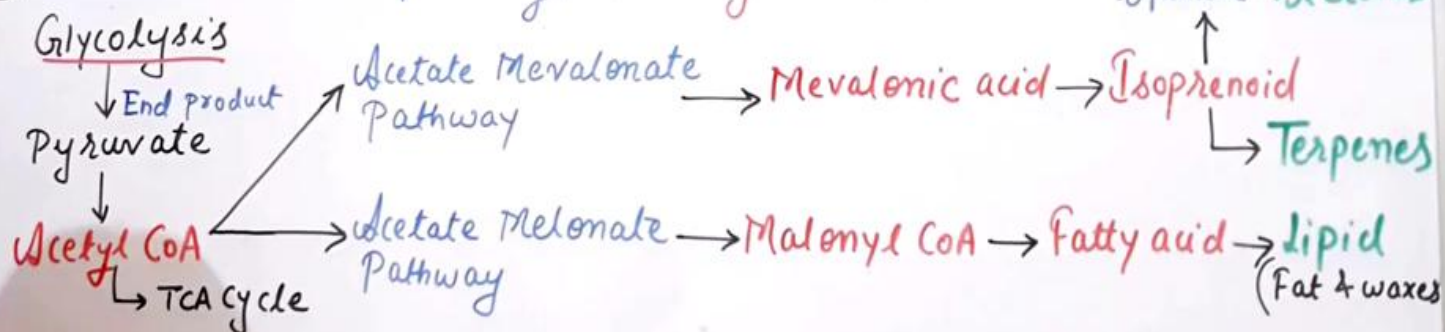 Glycolysis
End product
Pyruvate
Acetyl CoA
TCA Cycle
Acetate Mevalonate
Pathway
Mevalonic acid
Isoprenoid
Terpenes
Acetate Melonate
Pathway
Malonyl CoA
Fatty acid
Lipid
(Fat & waxes